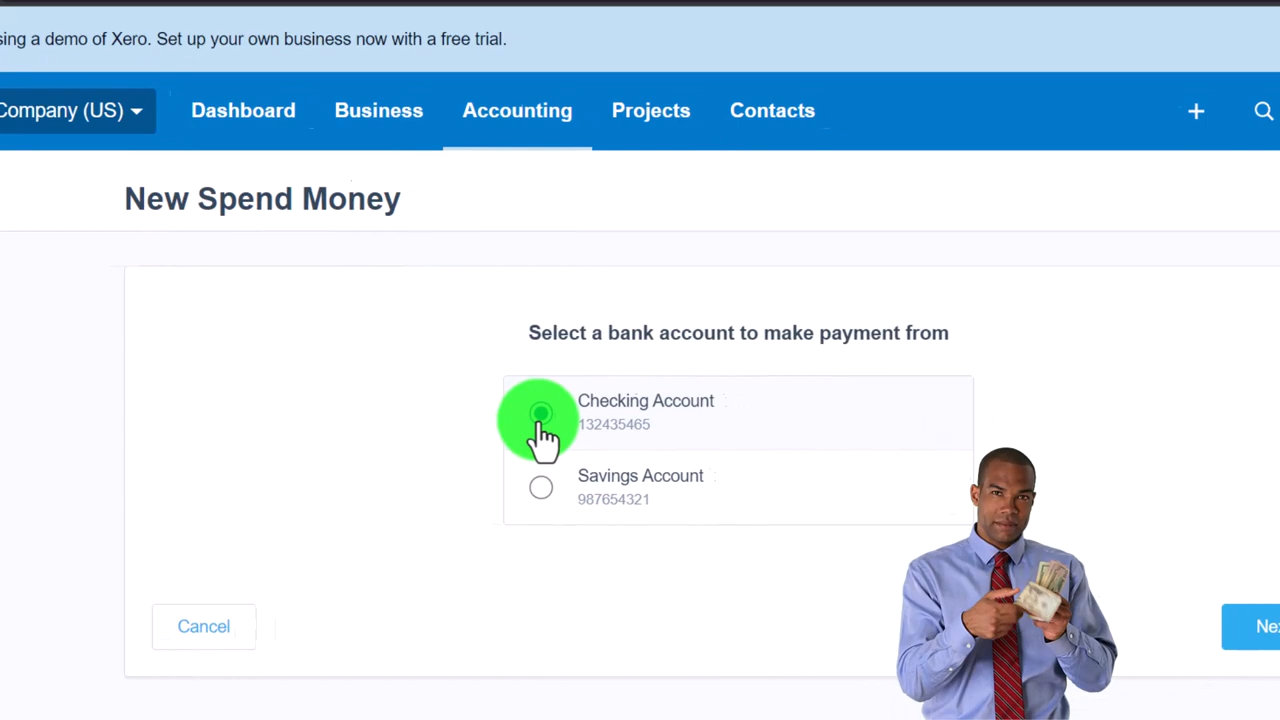 sing a demo of Xero. Set up your own business now with a free trial.
Company (US) Dashboard Business Accounting Projects Contacts
New Spend Money
Select a bank account to make payment from
Checking Account
132435465
Savings Account
987654321
Cancel Nex